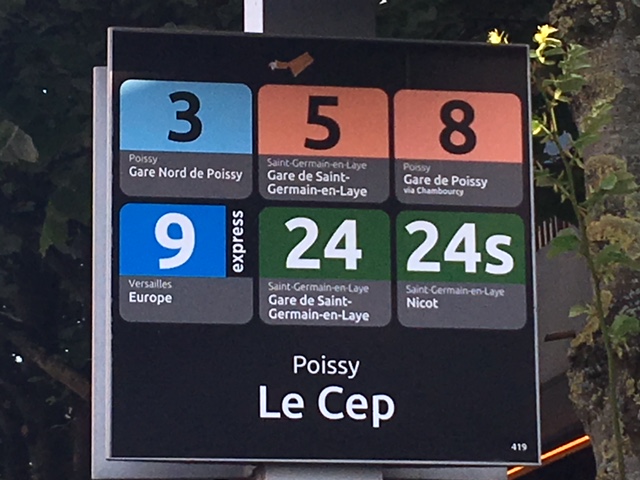 3
Poissy
Gare Nord de Poissy
5
Saint-Germain-en-Laye
Gare de Saint-
Germain-en-Laye
8
Poissy
Gare de Poissy
via Chambourcy
9
express
Versailles
Europe
24
Saint-Germain-en-Laye
Gare de Saint-
Germain-en-Laye
24s
Saint-Germain-en-Laye
Nicot
Poissy
Le Cep
419